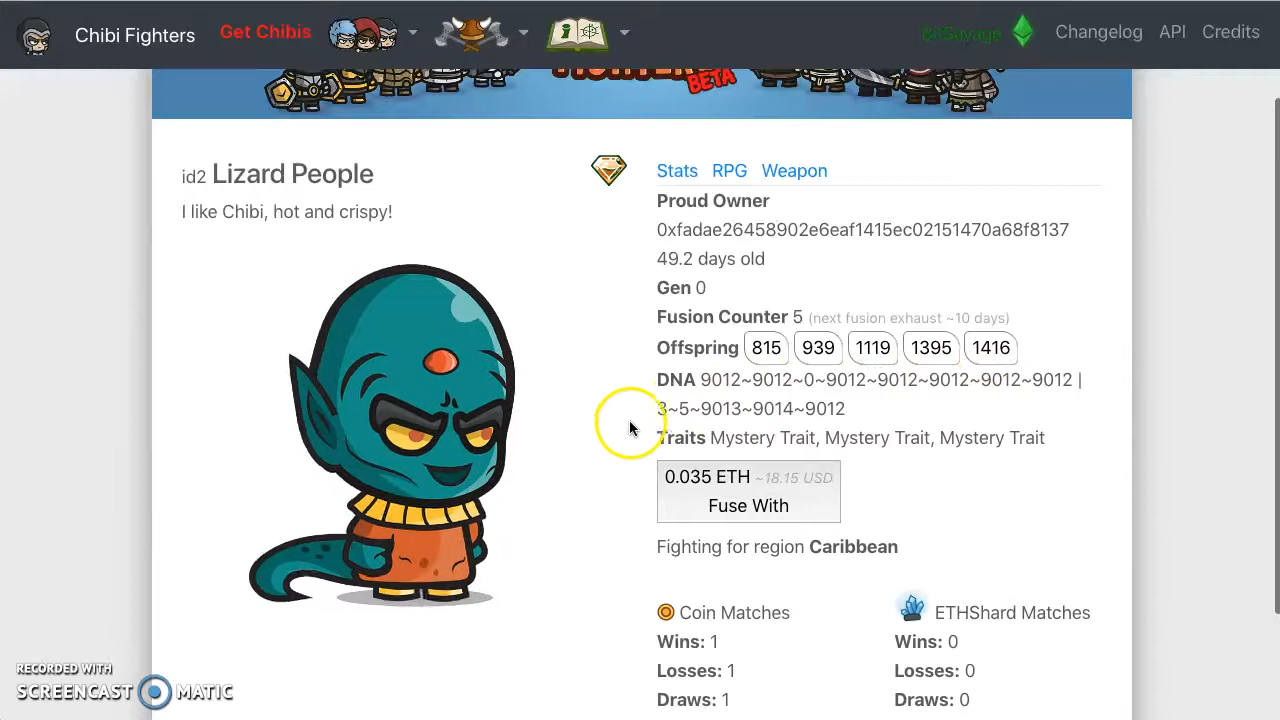 Chibi Fighters
Get Chibis
BitSavage
Changelog
API
Credits
BETA
id2 Lizard People
I like Chibi, hot and crispy!
Stats RPG Weapon
Proud Owner
0xfadae26458902e6eaf1415ec02151470a68f8137
49.2 days old
Gen 0
Fusion Counter 5 (next fusion exhaust ~10 days)
Offspring 815 939 1119 1395 1416
DNA 9012~9012~0~9012~9012~9012~9012~9012 |
3~5~9013~9014~9012
Traits Mystery Trait, Mystery Trait, Mystery Trait
0.035 ETH ~18.15 USD
Fuse With
Fighting for region Caribbean
Coin Matches
Wins: 1
Losses: 1
Draws: 1
ETHShard Matches
Wins: 0
Losses: 0
Draws: 0
RECORDED WITH
SCREENCAST MATIC